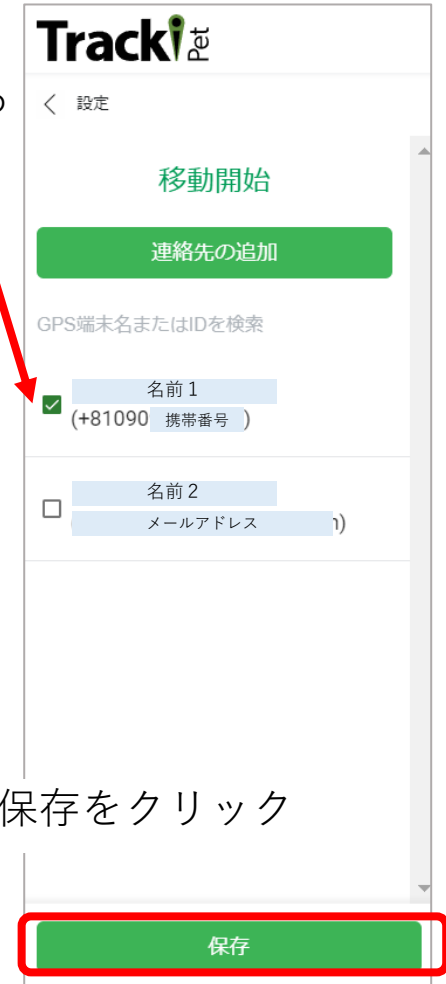 Tracki Pet
< 設定
移動開始
連絡先の追加
GPS端末名またはIDを検索
名前１
(+81090 携帯番号 )
名前２
メールアドレス
保存をクリック
保存